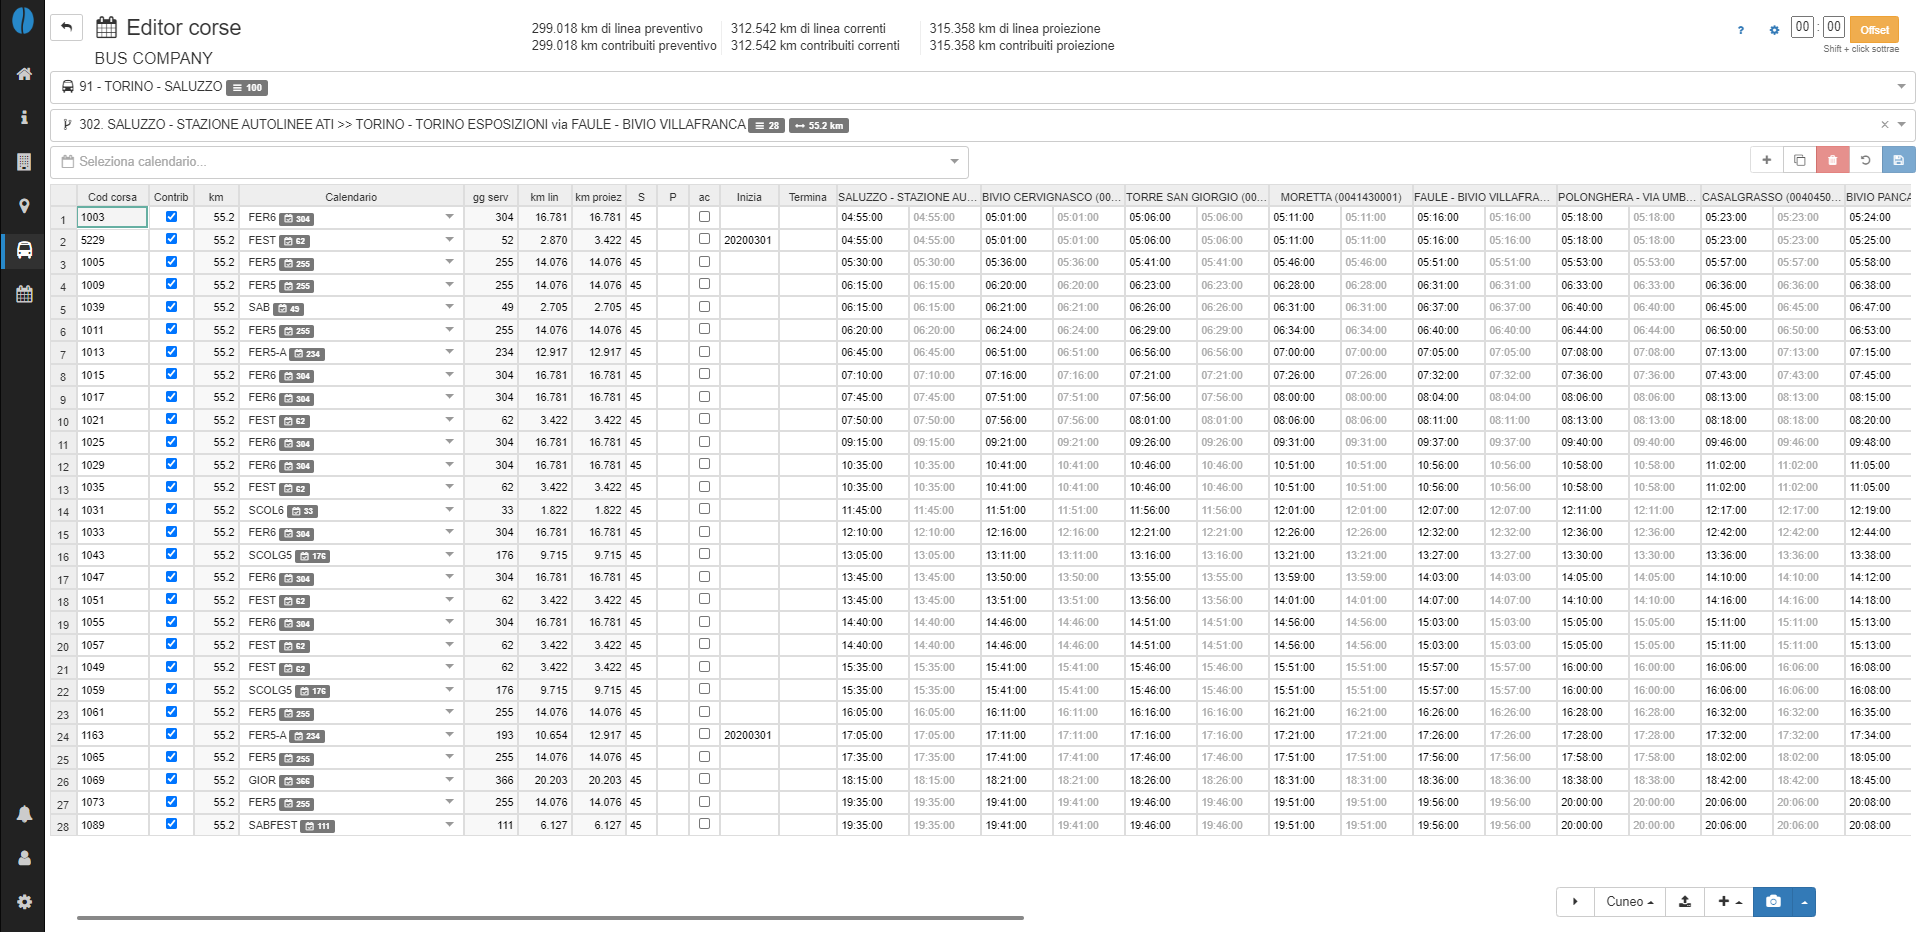 Editor corse
BUS COMPANY
299.018 km di linea preventivo
299.018 km contribuiti preventivo
312.542 km di linea correnti
312.542 km contribuiti correnti
315.358 km di linea proiezione
315.358 km contribuiti proiezione
? 00 : 00 Offset
Shift + click sottrae
91 - TORINO - SALUZZO 100
302. SALUZZO - STAZIONE AUTOLINEE ATI >> TORINO - TORINO ESPOSIZIONI via FAULE - BIVIO VILLAFRANCA 28 55.2 km
Seleziona calendario...
Cod corsa Contrib km Calendario gg serv km lin km proiez S P ac Inizia Termina SALUZZO - STAZIONE AU... BIVIO CERVIGNASCO (00... TORRE SAN GIORGIO (00... MORETTA (0041430001) FAULE - BIVIO VILLAFRA... POLONGHERA - VIA UMB... CASALGRASSO (0040450... BIVIO PANCA
1 1003 55.2 FER6 304 304 16.781 16.781 45 04:55:00 04:55:00 05:01:00 05:01:00 05:06:00 05:06:00 05:11:00 05:11:00 05:16:00 05:16:00 05:18:00 05:18:00 05:23:00 05:23:00 05:24:00
2 5229 55.2 FEST 62 52 2.870 3.422 45 20200301 04:55:00 04:55:00 05:01:00 05:01:00 05:06:00 05:06:00 05:11:00 05:11:00 05:16:00 05:16:00 05:18:00 05:18:00 05:23:00 05:23:00 05:25:00
3 1005 55.2 FER5 255 255 14.076 14.076 45 05:30:00 05:30:00 05:36:00 05:36:00 05:41:00 05:41:00 05:46:00 05:46:00 05:51:00 05:51:00 05:53:00 05:53:00 05:57:00 05:57:00 05:58:00
4 1009 55.2 FER5 255 255 14.076 14.076 45 06:15:00 06:15:00 06:20:00 06:20:00 06:23:00 06:23:00 06:28:00 06:28:00 06:31:00 06:31:00 06:33:00 06:33:00 06:36:00 06:36:00 06:38:00
5 1039 55.2 SAB 49 49 2.705 2.705 45 06:15:00 06:15:00 06:21:00 06:21:00 06:26:00 06:26:00 06:31:00 06:31:00 06:37:00 06:37:00 06:40:00 06:40:00 06:45:00 06:45:00 06:47:00
6 1011 55.2 FER5 255 255 14.076 14.076 45 06:20:00 06:20:00 06:24:00 06:24:00 06:29:00 06:29:00 06:34:00 06:34:00 06:40:00 06:40:00 06:44:00 06:44:00 06:50:00 06:50:00 06:53:00
7 1013 55.2 FER5-A 234 234 12.917 12.917 45 06:45:00 06:45:00 06:51:00 06:51:00 06:56:00 06:56:00 07:00:00 07:00:00 07:05:00 07:05:00 07:08:00 07:08:00 07:13:00 07:13:00 07:15:00
8 1015 55.2 FER6 304 304 16.781 16.781 45 07:10:00 07:10:00 07:16:00 07:16:00 07:21:00 07:21:00 07:26:00 07:26:00 07:32:00 07:32:00 07:36:00 07:36:00 07:43:00 07:43:00 07:45:00
9 1017 55.2 FER6 304 304 16.781 16.781 45 07:45:00 07:45:00 07:51:00 07:51:00 07:56:00 07:56:00 08:00:00 08:00:00 08:04:00 08:04:00 08:06:00 08:06:00 08:13:00 08:13:00 08:15:00
10 1021 55.2 FEST 62 62 3.422 3.422 45 07:50:00 07:50:00 07:56:00 07:56:00 08:01:00 08:01:00 08:06:00 08:06:00 08:11:00 08:11:00 08:13:00 08:13:00 08:18:00 08:18:00 08:20:00
11 1025 55.2 FER6 304 304 16.781 16.781 45 09:15:00 09:15:00 09:21:00 09:21:00 09:26:00 09:26:00 09:31:00 09:31:00 09:37:00 09:37:00 09:40:00 09:40:00 09:46:00 09:46:00 09:48:00
12 1029 55.2 FER6 304 304 16.781 16.781 45 10:35:00 10:35:00 10:41:00 10:41:00 10:46:00 10:46:00 10:51:00 10:51:00 10:56:00 10:56:00 10:58:00 10:58:00 11:02:00 11:02:00 11:05:00
13 1035 55.2 FEST 62 62 3.422 3.422 45 10:35:00 10:35:00 10:41:00 10:41:00 10:46:00 10:46:00 10:51:00 10:51:00 10:56:00 10:56:00 10:58:00 10:58:00 11:02:00 11:02:00 11:05:00
14 1031 55.2 SCOL6 33 33 1.822 1.822 45 11:45:00 11:45:00 11:51:00 11:51:00 11:56:00 11:56:00 12:01:00 12:01:00 12:07:00 12:07:00 12:11:00 12:11:00 12:17:00 12:17:00 12:19:00
15 1033 55.2 FER6 304 304 16.781 16.781 45 12:10:00 12:10:00 12:16:00 12:16:00 12:21:00 12:21:00 12:26:00 12:26:00 12:32:00 12:32:00 12:36:00 12:36:00 12:42:00 12:42:00 12:44:00
16 1043 55.2 SCOLG5 176 176 9.715 9.715 45 13:05:00 13:05:00 13:11:00 13:11:00 13:16:00 13:16:00 13:21:00 13:21:00 13:27:00 13:27:00 13:30:00 13:30:00 13:36:00 13:36:00 13:38:00
17 1047 55.2 FER6 304 304 16.781 16.781 45 13:45:00 13:45:00 13:50:00 13:50:00 13:55:00 13:55:00 13:59:00 13:59:00 14:03:00 14:03:00 14:05:00 14:05:00 14:10:00 14:10:00 14:12:00
18 1051 55.2 FEST 62 62 3.422 3.422 45 13:45:00 13:45:00 13:51:00 13:51:00 13:56:00 13:56:00 14:01:00 14:01:00 14:07:00 14:07:00 14:10:00 14:10:00 14:16:00 14:16:00 14:18:00
19 1055 55.2 FER6 304 304 16.781 16.781 45 14:40:00 14:40:00 14:46:00 14:46:00 14:51:00 14:51:00 14:56:00 14:56:00 15:03:00 15:03:00 15:05:00 15:05:00 15:11:00 15:11:00 15:13:00
20 1057 55.2 FEST 62 62 3.422 3.422 45 14:40:00 14:40:00 14:46:00 14:46:00 14:51:00 14:51:00 14:56:00 14:56:00 15:03:00 15:03:00 15:05:00 15:05:00 15:11:00 15:11:00 15:13:00
21 1049 55.2 FEST 62 62 3.422 3.422 45 15:35:00 15:35:00 15:41:00 15:41:00 15:46:00 15:46:00 15:51:00 15:51:00 15:57:00 15:57:00 16:00:00 16:00:00 16:06:00 16:06:00 16:08:00
22 1059 55.2 SCOLG5 176 176 9.715 9.715 45 15:35:00 15:35:00 15:41:00 15:41:00 15:46:00 15:46:00 15:51:00 15:51:00 15:57:00 15:57:00 16:00:00 16:00:00 16:06:00 16:06:00 16:08:00
23 1061 55.2 FER5 255 255 14.076 14.076 45 16:05:00 16:05:00 16:11:00 16:11:00 16:16:00 16:16:00 16:21:00 16:21:00 16:26:00 16:26:00 16:28:00 16:28:00 16:32:00 16:32:00 16:35:00
24 1163 55.2 FER5-A 234 193 10.654 12.917 45 20200301 17:05:00 17:05:00 17:11:00 17:11:00 17:16:00 17:16:00 17:21:00 17:21:00 17:26:00 17:26:00 17:28:00 17:28:00 17:32:00 17:32:00 17:34:00
25 1065 55.2 FER5 255 255 14.076 14.076 45 17:35:00 17:35:00 17:41:00 17:41:00 17:46:00 17:46:00 17:51:00 17:51:00 17:56:00 17:56:00 17:58:00 17:58:00 18:02:00 18:02:00 18:05:00
26 1069 55.2 GIOR 366 366 20.203 20.203 45 18:15:00 18:15:00 18:21:00 18:21:00 18:26:00 18:26:00 18:31:00 18:31:00 18:36:00 18:36:00 18:38:00 18:38:00 18:42:00 18:42:00 18:45:00
27 1073 55.2 FER5 255 255 14.076 14.076 45 19:35:00 19:35:00 19:41:00 19:41:00 19:46:00 19:46:00 19:51:00 19:51:00 19:56:00 19:56:00 20:00:00 20:00:00 20:06:00 20:06:00 20:08:00
28 1089 55.2 SABFEST 111 111 6.127 6.127 45 19:35:00 19:35:00 19:41:00 19:41:00 19:46:00 19:46:00 19:51:00 19:51:00 19:56:00 19:56:00 20:00:00 20:00:00 20:06:00 20:06:00 20:08:00
Cuneo